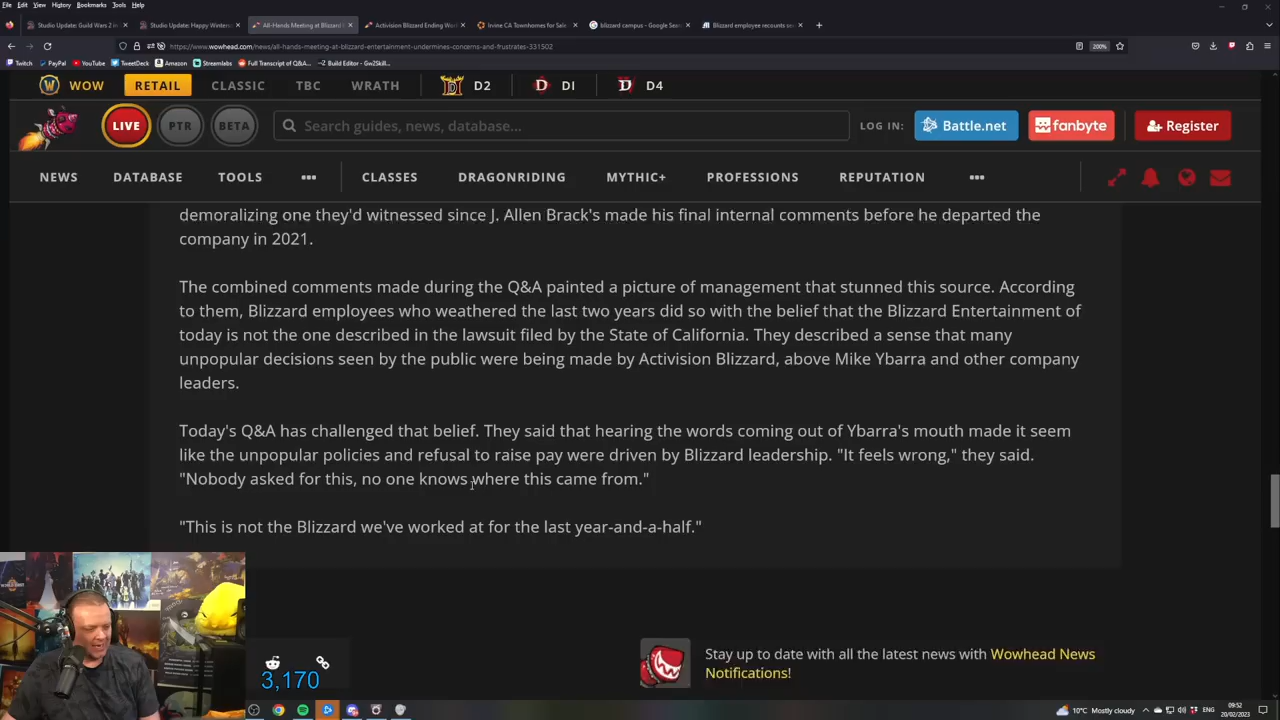 File Edit View History Bookmarks Tools Help
Studio Update: Guild Wars 2 in
Studio Update: Happy Winters
All-Hands Meeting at Blizzard E
Activision Blizzard Ending Wor
Irvine CA Townhomes for Sale
blizzard campus - Google Sear
Blizzard employee recounts se
https://www.wowhead.com/news/all-hands-meeting-at-blizzard-entertainment-undermines-concerns-and-frustrates-331502
200%
Twitch PayPal YouTube TweetDeck Amazon Streamlabs Full Transcript of Q&A... Build Editor - Gw2Skill...
WOW RETAIL CLASSIC TBC WRATH D2 DI D4
LIVE PTR BETA Search guides, news, database... LOG IN: Battle.net fanbyte Register
NEWS DATABASE TOOLS ••• CLASSES DRAGONRIDING MYTHIC+ PROFESSIONS REPUTATION •••
demoralizing one they'd witnessed since J. Allen Brack's made his final internal comments before he departed the
company in 2021.
The combined comments made during the Q&A painted a picture of management that stunned this source. According
to them, Blizzard employees who weathered the last two years did so with the belief that the Blizzard Entertainment of
today is not the one described in the lawsuit filed by the State of California. They described a sense that many
unpopular decisions seen by the public were being made by Activision Blizzard, above Mike Ybarra and other company
leaders.
Today's Q&A has challenged that belief. They said that hearing the words coming out of Ybarra's mouth made it seem
like the unpopular policies and refusal to raise pay were driven by Blizzard leadership. "It feels wrong," they said.
"Nobody asked for this, no one knows where this came from."
"This is not the Blizzard we've worked at for the last year-and-a-half."
3,170
Stay up to date with all the latest news with Wowhead News
Notifications!
10°C Mostly cloudy ENG 09:52
20/02/2023